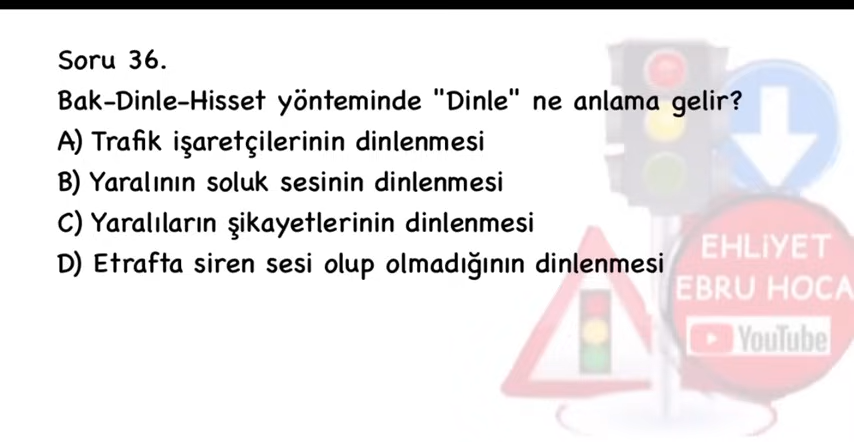 Soru 36.
Bak-Dinle-Hisset yönteminde "Dinle" ne anlama gelir?
A) Trafik işaretçilerinin dinlenmesi
B) Yaralının soluk sesinin dinlenmesi
C) Yaralıların şikayetlerinin dinlenmesi
D) Etrafta siren sesi olup olmadığının dinlenmesi
EHLİYET
EBRU HOCA
YouTube